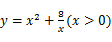 y = x² + 8/x (x > 0)